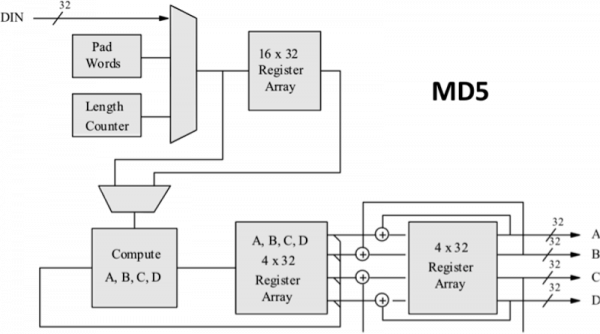 DIN
32
Pad
Words
Length
Counter
16 x 32
Register
Array
MD5
Compute
A, B, C, D
A, B, C, D
4 x 32
Register
Array
+
+
+
+
4 x 32
Register
Array
32
A
32
B
32
C
32
D